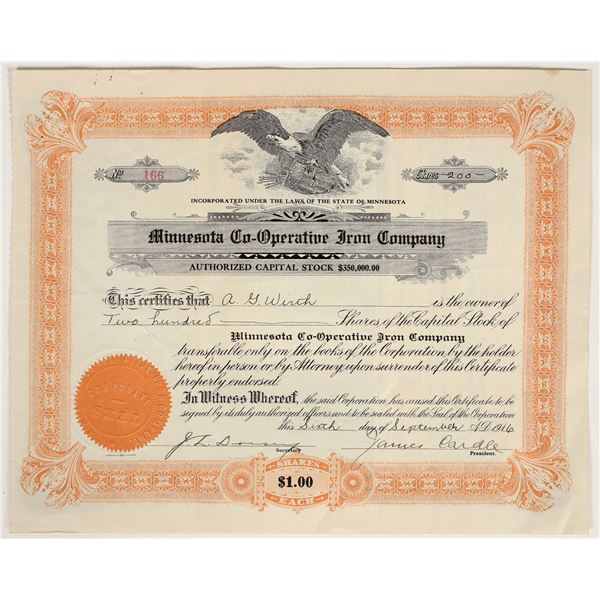 No 166 Shares 200-
INCORPORATED UNDER THE LAWS OF THE STATE OF MINNESOTA
Minnesota Co-Operative Iron Company
AUTHORIZED CAPITAL STOCK $350,000.00
This certifies that A G Wirth is the owner of
Two hundred Shares of the Capital Stock of
Minnesota Co-Operative Iron Company
transferable only on the books of the Corporation by the holder
hereof in person or by Attorney upon surrender of this Certificate
properly endorsed.
In Witness Whereof, the said Corporation has caused this Certificate to be
signed by its duly authorized officers and to be sealed with the Seal of the Corporation
this Sixth day of September A.D. 1916
CORPORATE
SEAL
J L James Cardle
Secretary President.
SHARES
$1.00
EACH